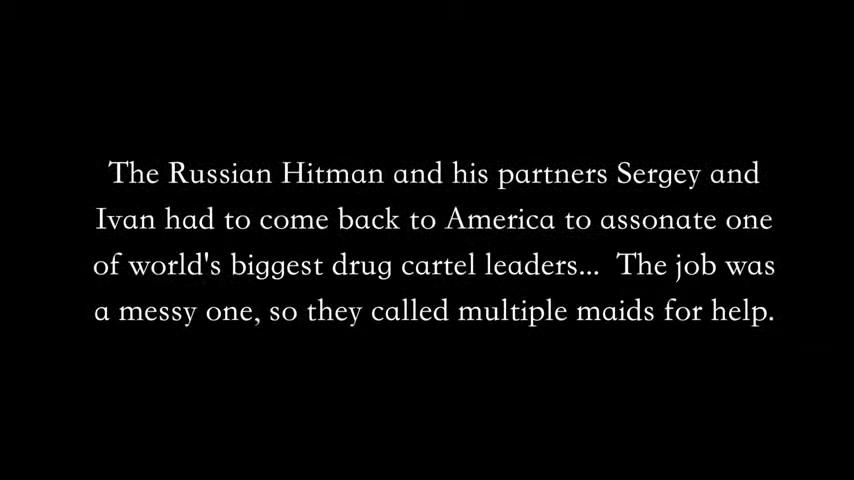 The Russian Hitman and his partners Sergey and
Ivan had to come back to America to assonate one
of world's biggest drug cartel leaders...  The job was
a messy one, so they called multiple maids for help.